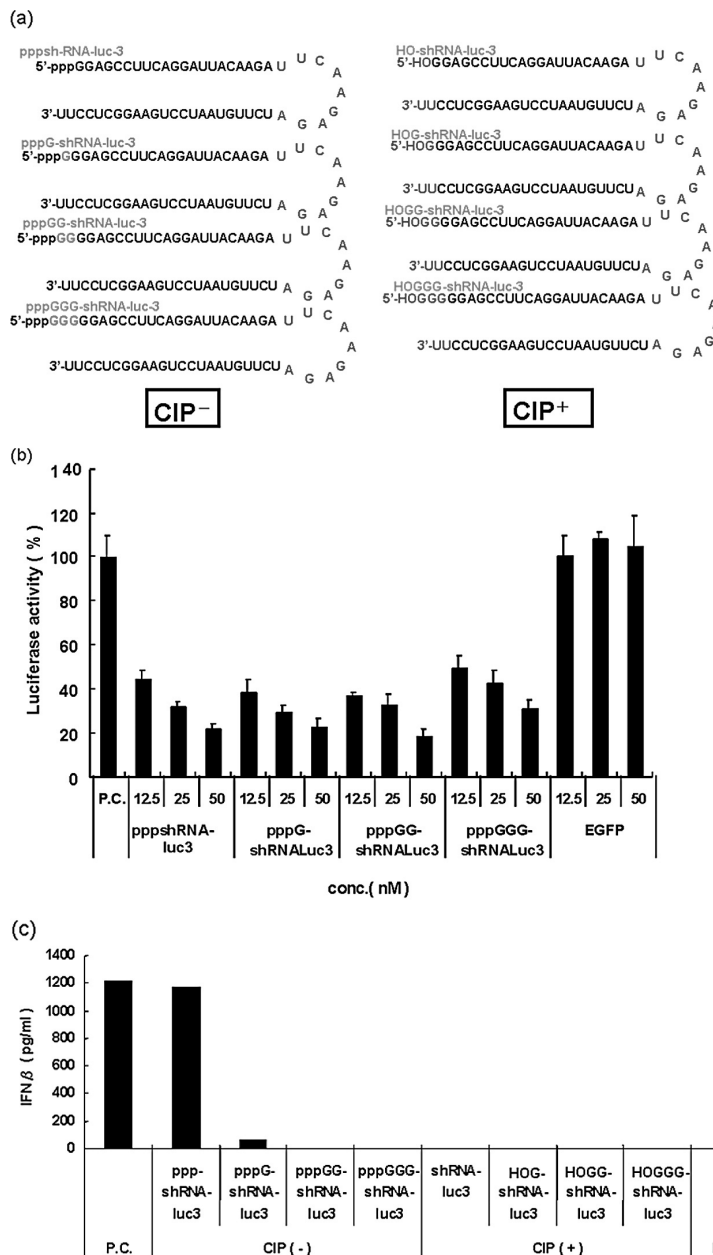 (a)
pppsh-RNA-luc-3
5'-pppGGAGCCUUCAGGAUUACAAGA U U C A A G A G A
3'-UUCCUCGGAAGUCCUAAUGUUCU
pppG-shRNA-luc-3
5'-pppGGGAGCCUUCAGGAUUACAAGA U U C A A G A G A
3'-UUCCUCGGAAGUCCUAAUGUUCU
pppGG-shRNA-luc-3
5'-pppGGGGAGCCUUCAGGAUUACAAGA U U C A A G A G A
3'-UUCCUCGGAAGUCCUAAUGUUCU
pppGGG-shRNA-luc-3
5'-pppGGGGGAGCCUUCAGGAUUACAAGA U U C A A G A G A
3'-UUCCUCGGAAGUCCUAAUGUUCU
CIP−
HO-shRNA-luc-3
5'-HOGGAGCCUUCAGGAUUACAAGA U U C A A G A G A
3'-UUCCUCGGAAGUCCUAAUGUUCU
HOG-shRNA-luc-3
5'-HOGGGAGCCUUCAGGAUUACAAGA U U C A A G A G A
3'-UUCCUCGGAAGUCCUAAUGUUCU
HOGG-shRNA-luc-3
5'-HOGGGGAGCCUUCAGGAUUACAAGA U U C A A G A G A
3'-UUCCUCGGAAGUCCUAAUGUUCU
HOGGG-shRNA-luc-3
5'-HOGGGGGAGCCUUCAGGAUUACAAGA U U C A G A G A
3'-UUCCUCGGAAGUCCUAAUGUUCU
CIP+
(b)
Luciferase activity (%)
140
120
100
80
60
40
20
0
P.C. 12.5 25 50 12.5 25 50 12.5 25 50 12.5 25 50 12.5 25 50
pppshRNA-luc3
pppG-shRNALuc3
pppGG-shRNALuc3
pppGGG-shRNALuc3
EGFP
conc.( nM)
(c)
IFNβ (pg/ml)
1400
1200
1000
800
600
400
200
0
ppp-shRNA-luc3
pppG-shRNA-luc3
pppGG-shRNA-luc3
pppGGG-shRNA-luc3
shRNA-luc3
HOG-shRNA-luc3
HOGG-shRNA-luc3
HOGGG-shRNA-luc3
P.C. CIP (-) CIP (+)